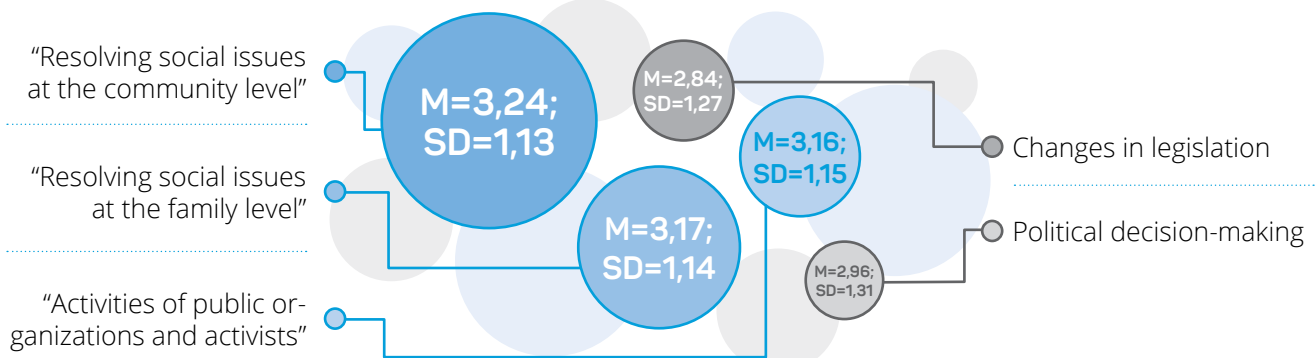 “Resolving social issues
at the community level”
“Resolving social issues
at the family level”
“Activities of public or-
ganizations and activists”
M=3,24;
SD=1,13
M=3,17;
SD=1,14
M=2,84;
SD=1,27
M=3,16;
SD=1,15
M=2,96;
SD=1,31
Changes in legislation
Political decision-making